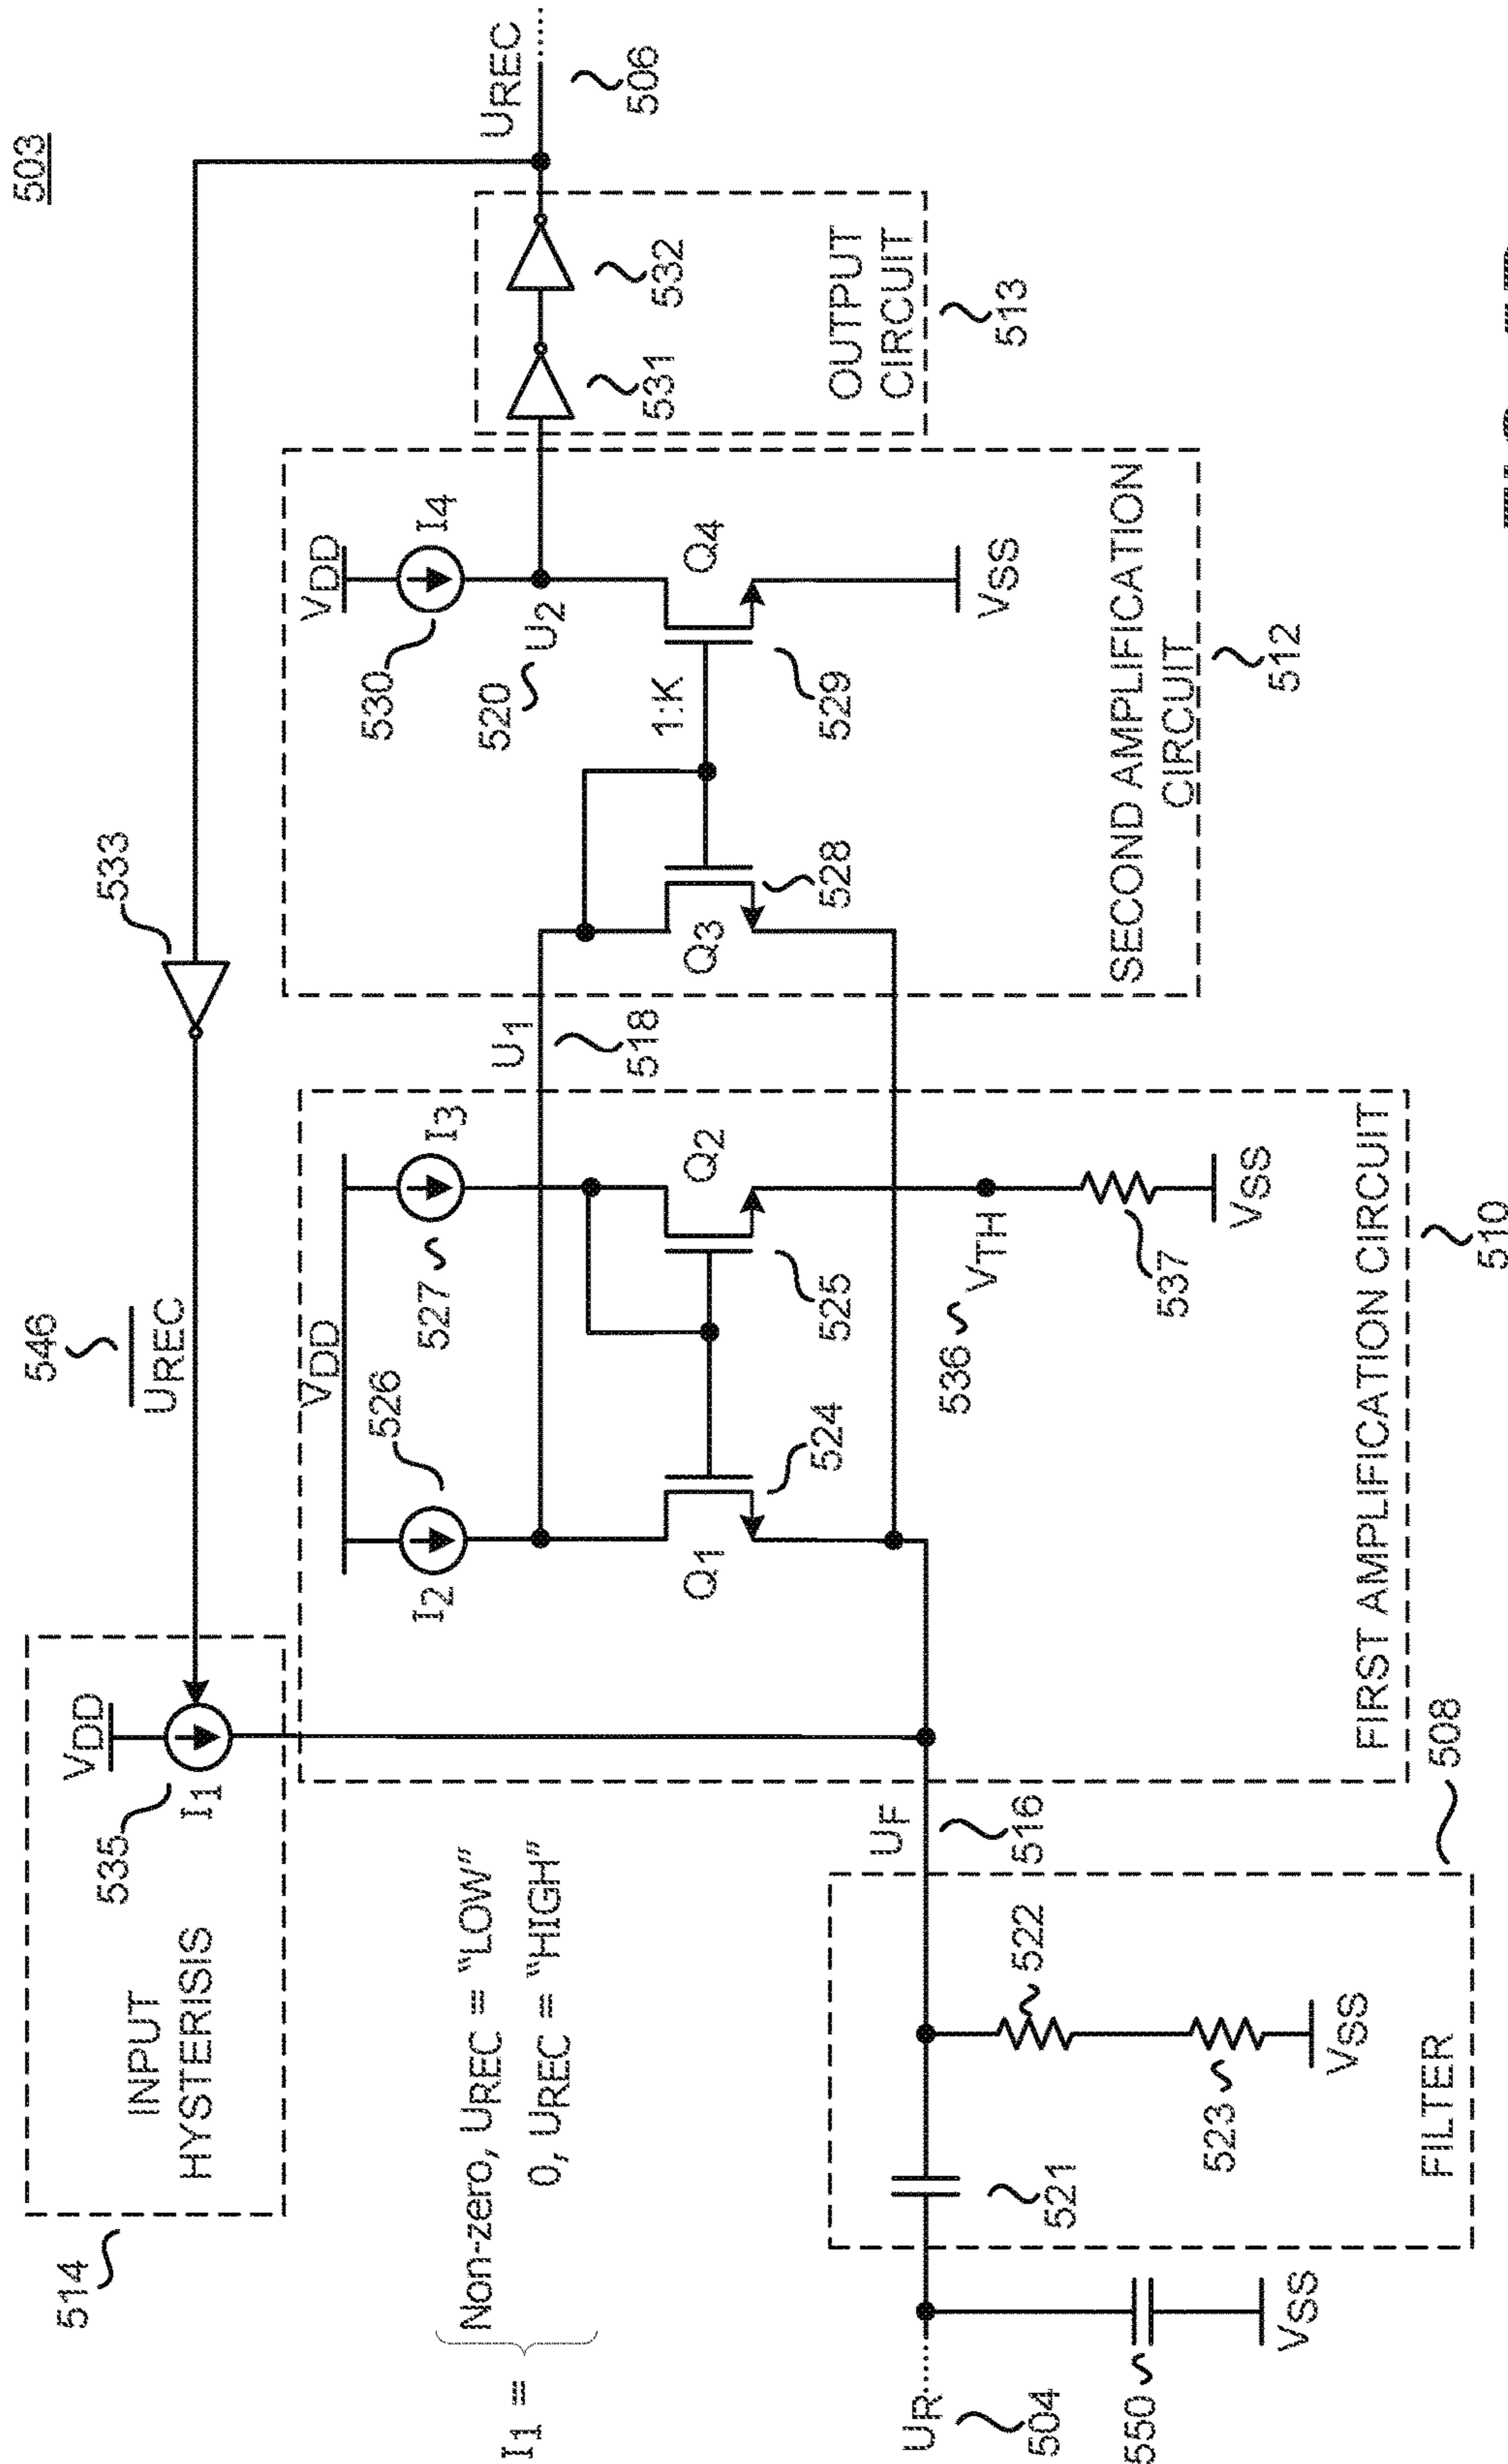 503
514
INPUT
HYSTERISIS
VDD
535
I1
546
UREC
533
UREC
506
I1 =
Non-zero, UREC = “LOW”
0, UREC = “HIGH”
VDD
526
I2
527
I3
U1
518
Q1
524
Q2
525
536
VTH
537
VSS
FIRST AMPLIFICATION CIRCUIT
510
VDD
530
I4
520
U2
Q3
528
1:K
529
Q4
VSS
SECOND AMPLIFICATION
CIRCUIT
512
531
532
OUTPUT
CIRCUIT
513
UR
504
550
VSS
521
522
523
VSS
FILTER
508
UF
516